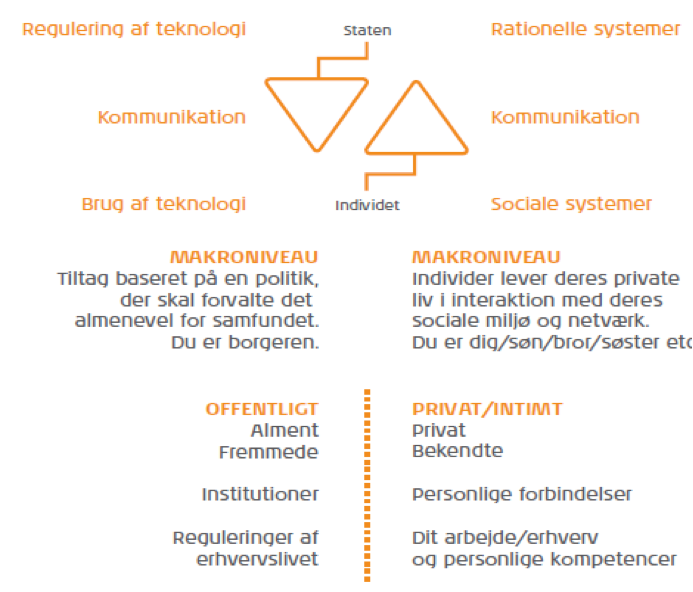 Regulering af teknologi
Staten
Rationelle systemer
Kommunikation
Kommunikation
Brug af teknologi
Individet
Sociale systemer
MAKRONIVEAU
Tiltag baseret på en politik,
der skal forvalte det
almenevel for samfundet.
Du er borgeren.
MAKRONIVEAU
Individer lever deres private
liv i interaktion med deres
sociale miljø og netværk.
Du er dig/søn/bror/søster etc
OFFENTLIGT
Alment
Fremmede
Institutioner
Reguleringer af
erhvervslivet
PRIVAT/INTIMT
Privat
Bekendte
Personlige forbindelser
Dit arbejde/erhverv
og personlige kompetencer